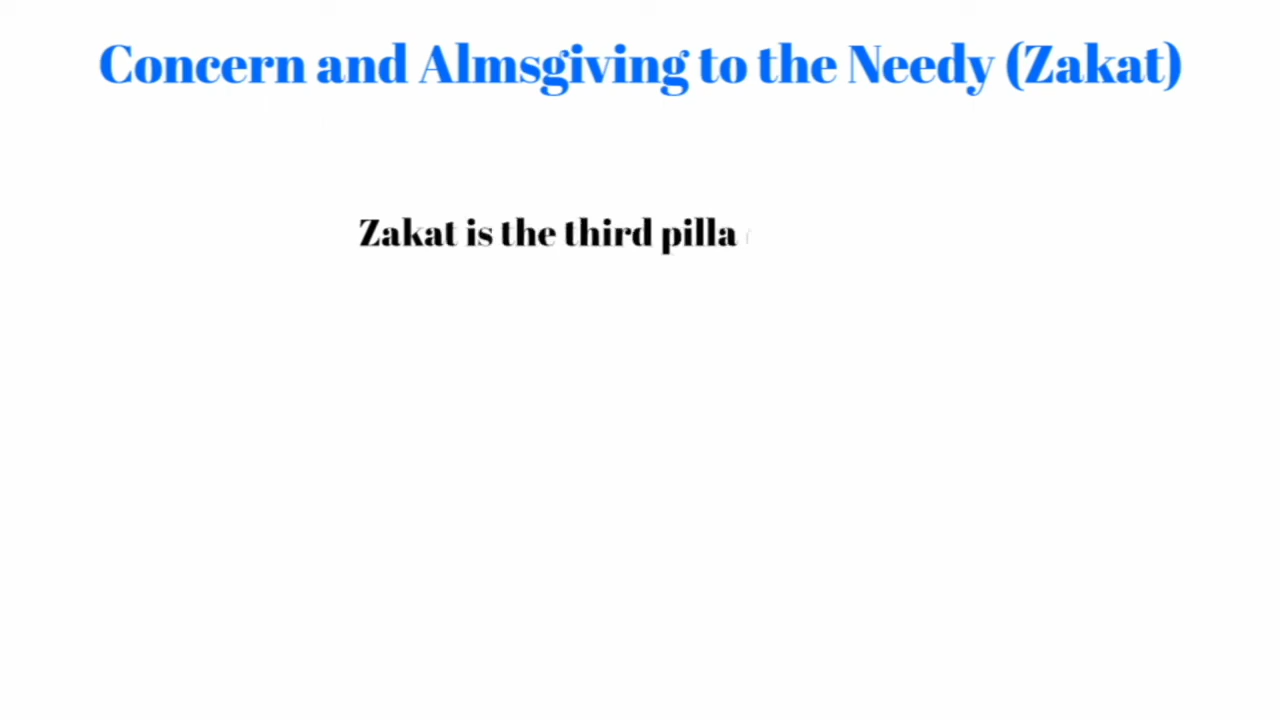 Concern and Almsgiving to the Needy (Zakat)
Zakat is the third pilla